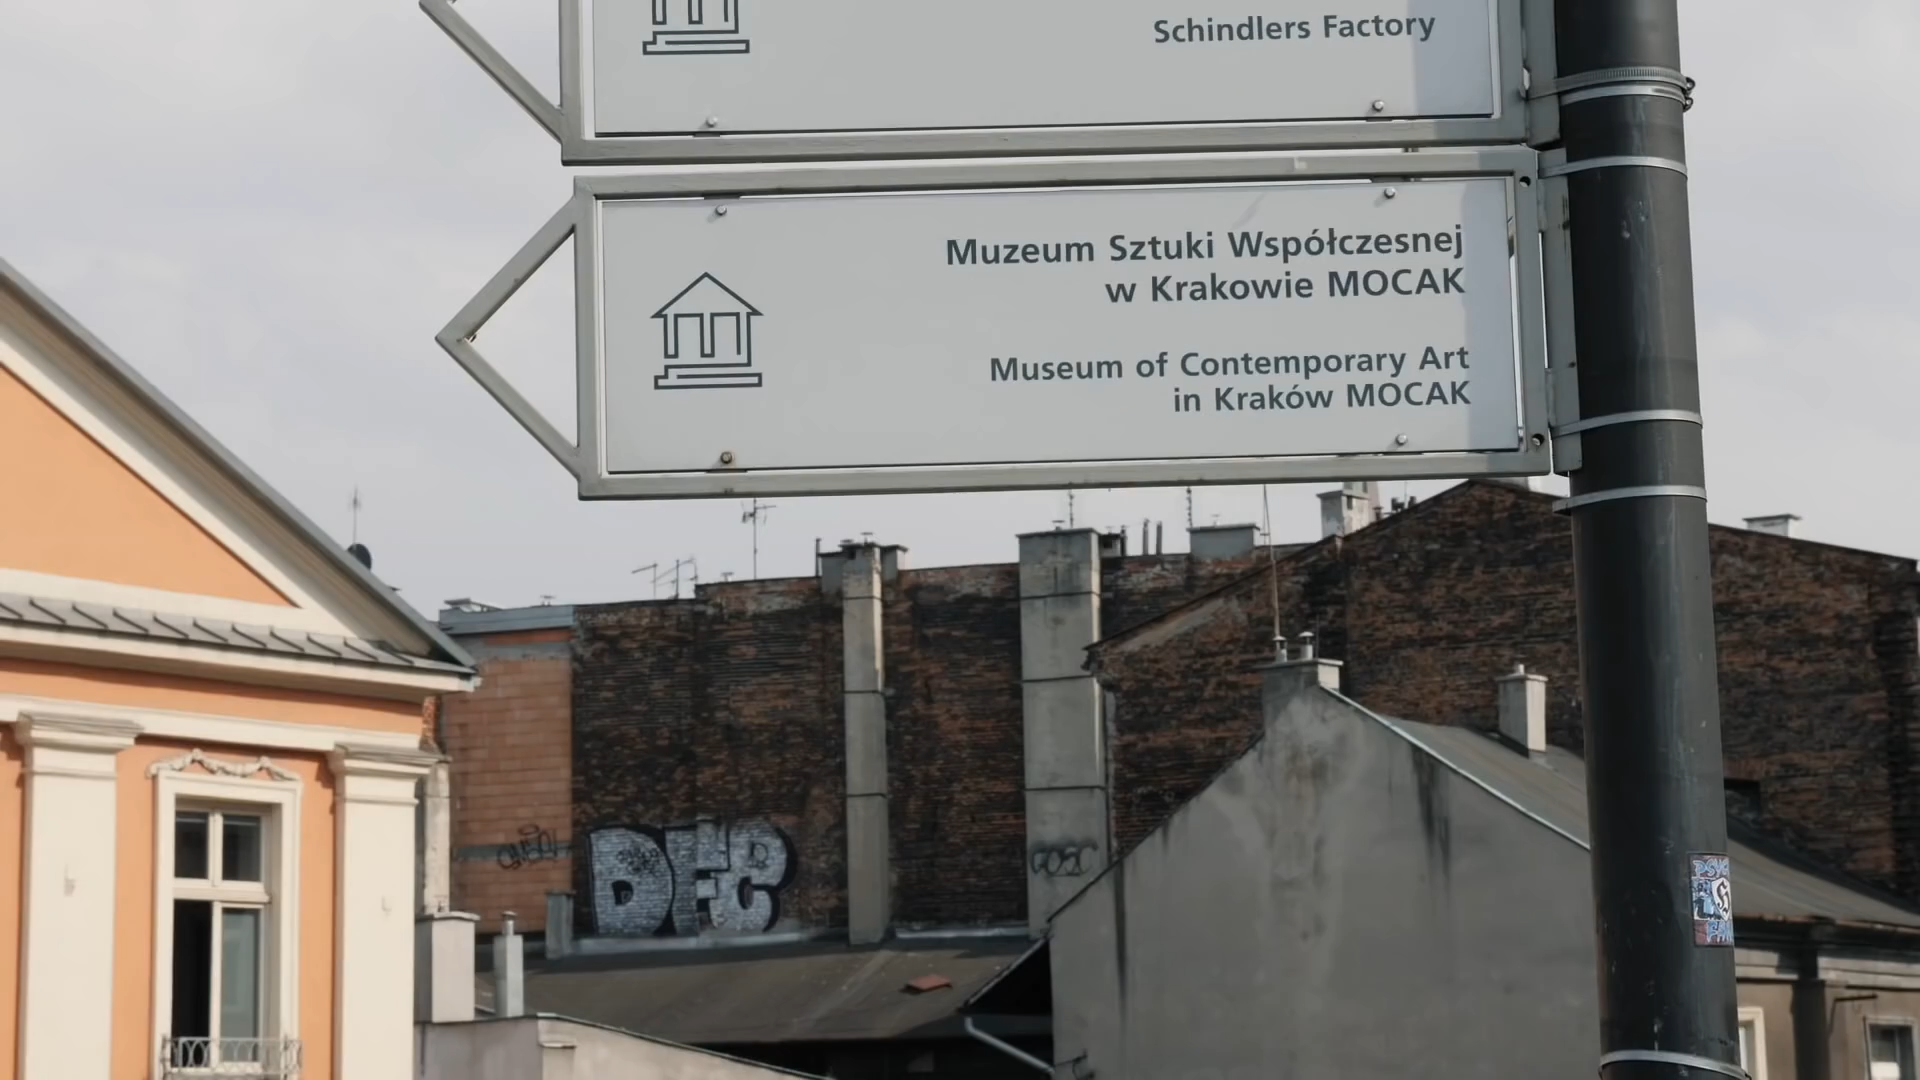 Schindlers Factory
Muzeum Sztuki Współczesnej
w Krakowie MOCAK
Museum of Contemporary Art
in Kraków MOCAK